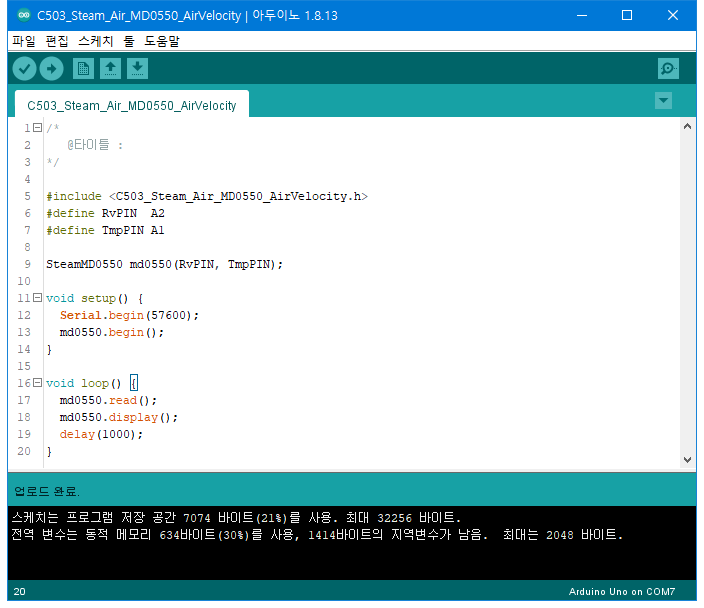 C503_Steam_Air_MD0550_AirVelocity | 아두이노 1.8.13
파일 편집 스케치 툴 도움말
C503_Steam_Air_MD0550_AirVelocity
1 /*
2    @타이틀 :
3 */
4
5 #include <C503_Steam_Air_MD0550_AirVelocity.h>
6 #define RvPIN  A2
7 #define TmpPIN A1
8
9 SteamMD0550 md0550(RvPIN, TmpPIN);
10
11 void setup() {
12   Serial.begin(57600);
13   md0550.begin();
14 }
15
16 void loop() {
17   md0550.read();
18   md0550.display();
19   delay(1000);
20 }
업로드 완료.
스케치는 프로그램 저장 공간 7074 바이트(21%)를 사용. 최대 32256 바이트.
전역 변수는 동적 메모리 634바이트(30%)를 사용, 1414바이트의 지역변수가 남음.  최대는 2048 바이트.
20 Arduino Uno on COM7